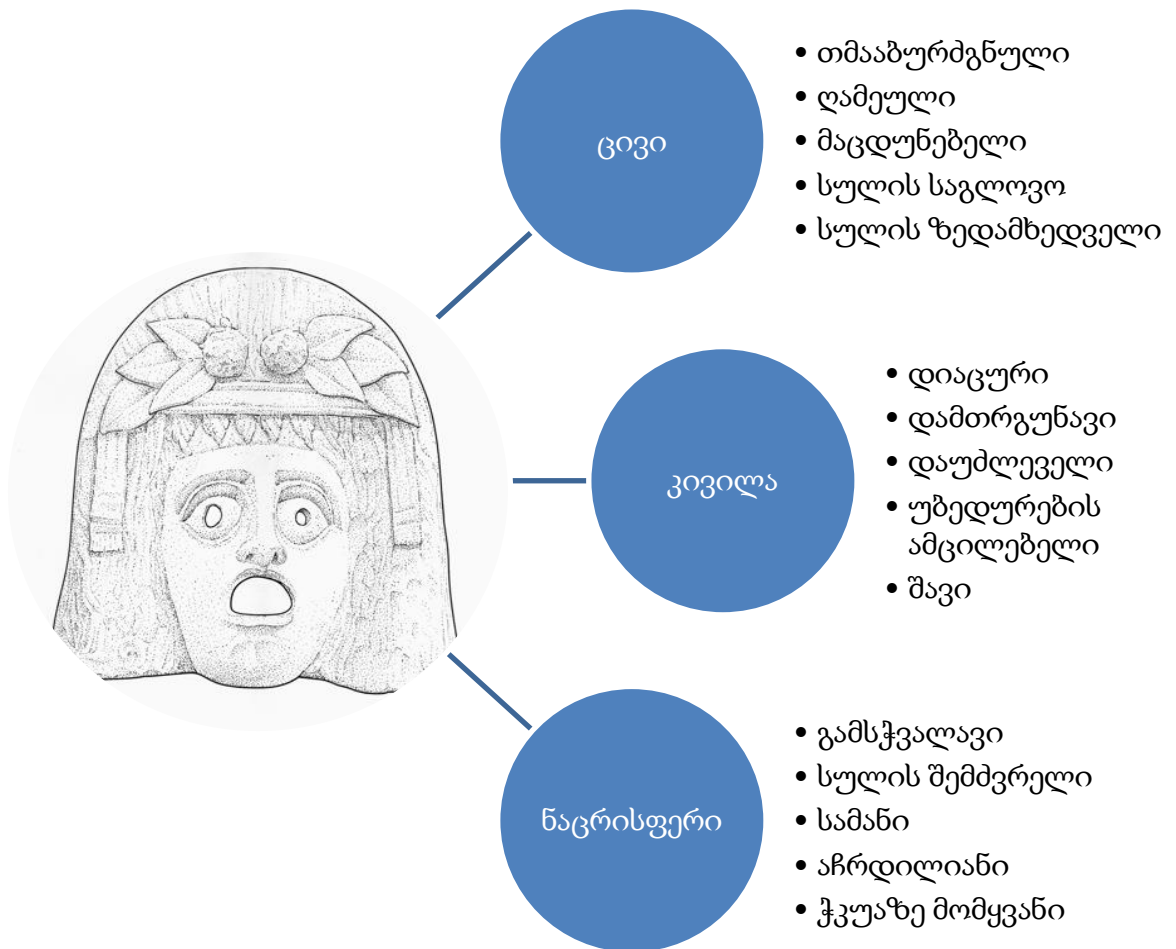 ცივი
• თმააბურძგნული
• ღამეული
• მაცდუნებელი
• სულის საგლოვო
• სულის ზედამხედველი
კივილა
• დიაცური
• დამთრგუნავი
• დაუძლეველი
• უბედურების
ამცილებელი
• შავი
ნაცრისფერი
• გამსჭვალავი
• სულის შემძვრელი
• სამანი
• აჩრდილიანი
• ჭკუაზე მომყვანი